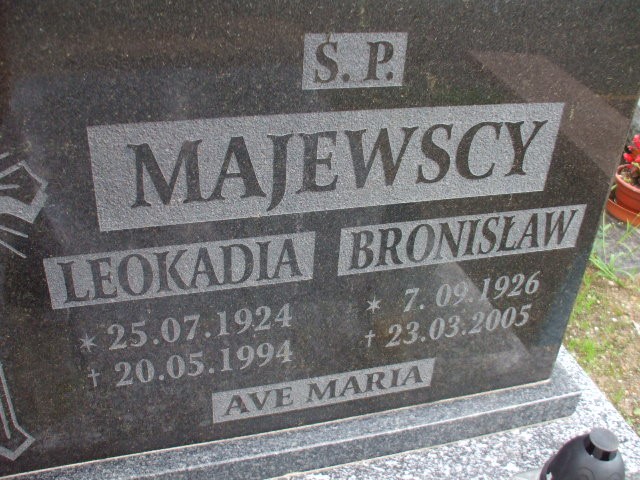 Ś. P.
MAJEWSCY
LEOKADIA
* 25.07.1924
† 20.05.1994
BRONISŁAW
* 7. 09.1926
† 23.03.2005
AVE MARIA